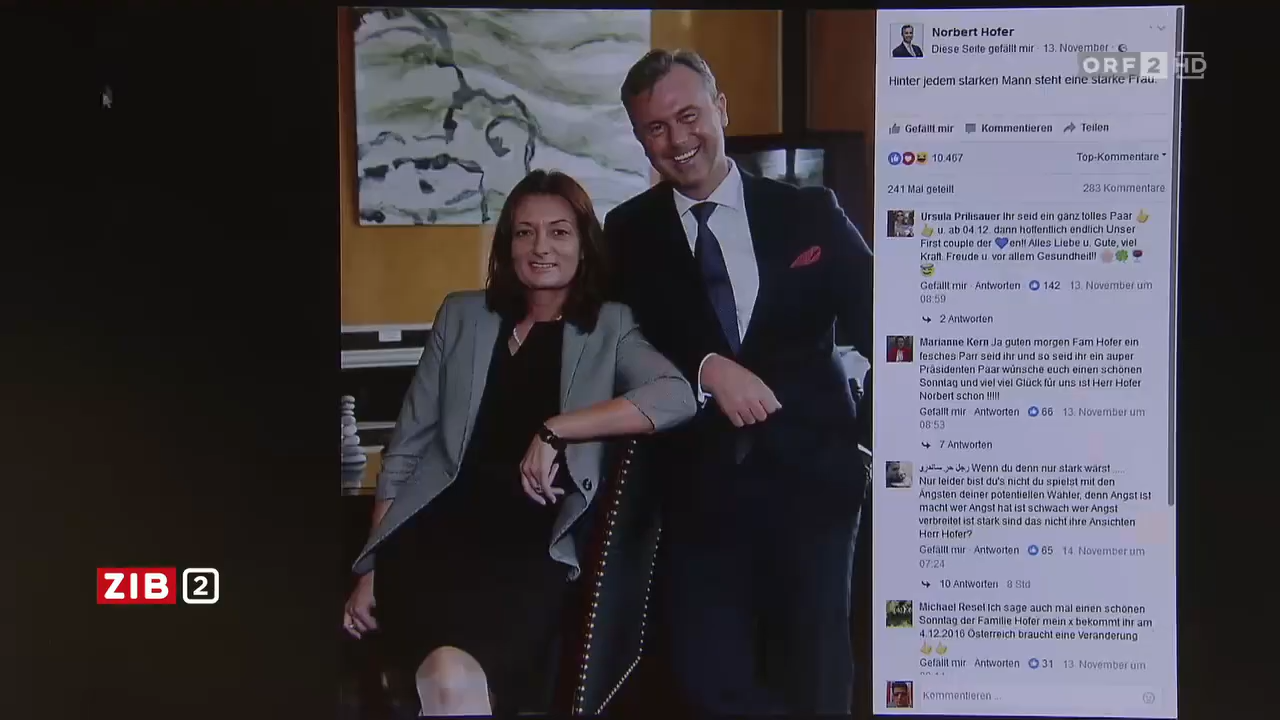 Norbert Hofer
Diese Seite gefällt mir · 13. November ·
ORF 2 HD
Hinter jedem starken Mann steht eine starke Frau.
Gefällt mir Kommentieren Teilen
10.467 Top-Kommentare
241 Mal geteilt 283 Kommentare
Ursula Prilisauer Ihr seid ein ganz tolles Paar
u. ab 04.12. dann hoffentlich endlich Unser
First couple der 💙en!! Alles Liebe u. Gute, viel
Kraft. Freude u. vor allem Gesundheit!!
Gefällt mir · Antworten · 142 · 13. November um
08:59
2 Antworten
Marianne Kern Ja guten morgen Fam Hofer ein
fesches Parr seid ihr und so seid ihr ein auper
Präsidenten Paar wünsche euch einen schönen
Sonntag und viel viel Glück für uns ist Herr Hofer
Norbert schon !!!!!
Gefällt mir · Antworten · 66 · 13. November um
08:53
7 Antworten
رجل حر Wenn du denn nur stark wärst .....
Nur leider bist du's nicht du spielst mit den
Ängsten deiner potentiellen Wähler, denn Angst ist
macht wer Angst hat ist schwach wer Angst
verbreitet ist stark sind das nicht ihre Ansichten
Herr Hofer?
Gefällt mir · Antworten · 65 · 14. November um
07:24
10 Antworten · 8 Std
Michael Resel Ich sage auch mal einen schönen
Sonntag der Familie Hofer mein x bekommt ihr am
4.12.2016 Österreich braucht eine Veränderung
Gefällt mir · Antworten · 31 · 13. November um
Kommentieren ...
ZIB 2